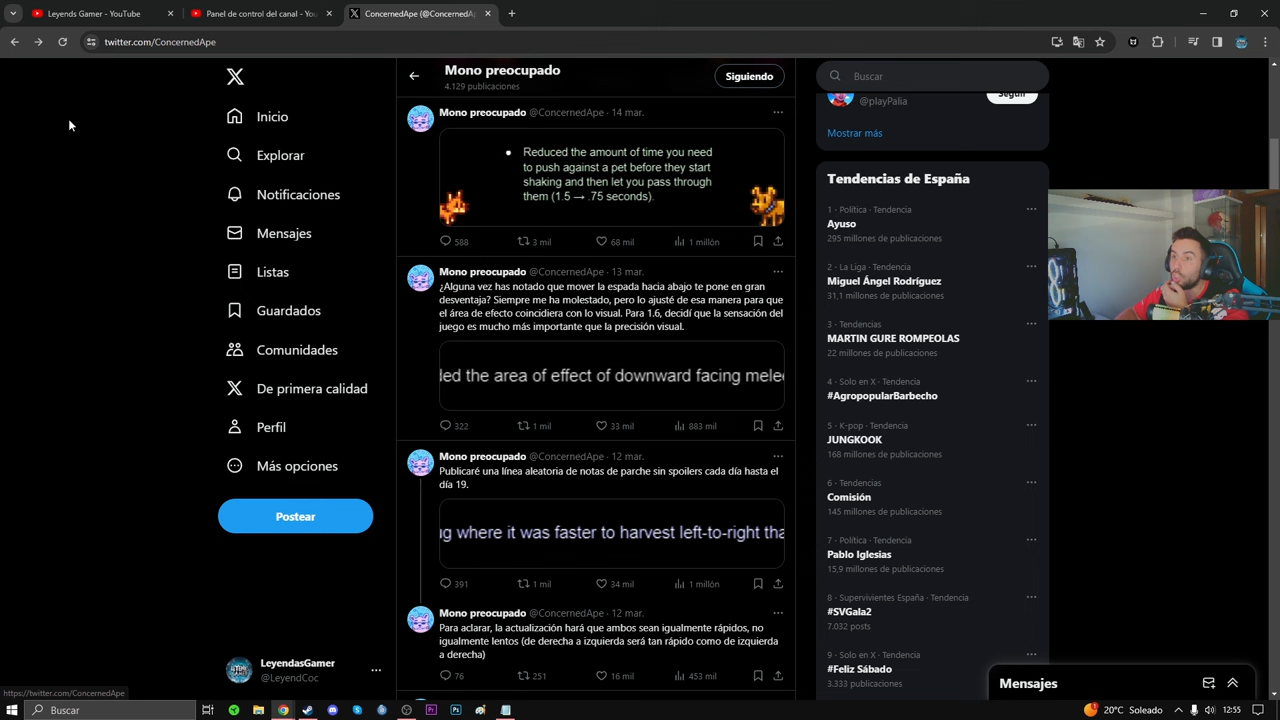 Leyends Gamer - YouTube
Panel de control del canal - You
ConcernedApe (@ConcernedAp
twitter.com/ConcernedApe
Inicio
Explorar
Notificaciones
Mensajes
Listas
Guardados
Comunidades
De primera calidad
Perfil
Más opciones
Postear
LeyendasGamer
@LeyendCoc
https://twitter.com/ConcernedApe
Mono preocupado
4.129 publicaciones
Siguiendo
Mono preocupado @ConcernedApe · 14 mar.
Reduced the amount of time you need
to push against a pet before they start
shaking and then let you pass through
them (1.5 → .75 seconds).
588 3 mil 68 mil 1 millón
Mono preocupado @ConcernedApe · 13 mar.
¿Alguna vez has notado que mover la espada hacia abajo te pone en gran
desventaja? Siempre me ha molestado, pero lo ajusté de esa manera para que
el área de efecto coincidiera con lo visual. Para 1.6, decidí que la sensación del
juego es mucho más importante que la precisión visual.
led the area of effect of downward facing mele
322 1 mil 33 mil 883 mil
Mono preocupado @ConcernedApe · 12 mar.
Publicaré una línea aleatoria de notas de parche sin spoilers cada día hasta el
día 19.
g where it was faster to harvest left-to-right tha
391 1 mil 34 mil 1 millón
Mono preocupado @ConcernedApe · 12 mar.
Para aclarar, la actualización hará que ambos sean igualmente rápidos, no
igualmente lentos (de derecha a izquierda será tan rápido como de izquierda
a derecha)
76 251 16 mil 453 mil
Buscar
@playPalia
Seguir
Mostrar más
Tendencias de España
1 · Política · Tendencia
Ayuso
295 millones de publicaciones
2 · La Liga · Tendencia
Miguel Ángel Rodríguez
31,1 millones de publicaciones
3 · Tendencias
MARTIN GURE ROMPEOLAS
22 millones de publicaciones
4 · Solo en X · Tendencia
#AgropopularBarbecho
5 · K-pop · Tendencia
JUNGKOOK
168 millones de publicaciones
6 · Tendencias
Comisión
145 millones de publicaciones
7 · Política · Tendencia
Pablo Iglesias
15,9 millones de publicaciones
8 · Supervivientes España · Tendencia
#SVGala2
7.032 posts
9 · Solo en X · Tendencia
#Feliz Sábado
3.333 publicaciones
Mensajes
Buscar
20°C Soleado
12:55